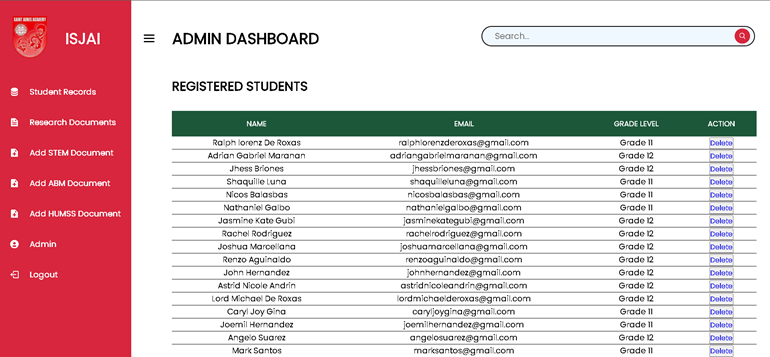 SAINT JUDES ACADEMY
ISJAI
Student Records
Research Documents
Add STEM Document
Add ABM Document
Add HUMSS Document
Admin
Logout
ADMIN DASHBOARD
Search...
REGISTERED STUDENTS
NAME EMAIL GRADE LEVEL ACTION
Ralph lorenz De Roxas ralphlorenzderoxas@gmail.com Grade 11 Delete
Adrian Gabriel Maranan adriangabrielmaranan@gmail.com Grade 12 Delete
Jhess Briones jhessbriones@gmail.com Grade 12 Delete
Shaquille Luna shaquilleluna@gmail.com Grade 11 Delete
Nicos Balasbas nicosbalasbas@gmail.com Grade 11 Delete
Nathaniel Galbo nathanielgalbo@gmail.com Grade 11 Delete
Jasmine Kate Gubi jasminekategubi@gmail.com Grade 12 Delete
Rachel Rodriguez rachelrodriguez@gmail.com Grade 11 Delete
Joshua Marcellana joshuamarcellana@gmail.com Grade 12 Delete
Renzo Aguinaldo renzoaguinaldo@gmail.com Grade 12 Delete
John Hernandez johnhernandez@gmail.com Grade 12 Delete
Astrid Nicole Andrin astridnicoleandrin@gmail.com Grade 12 Delete
Lord Michael De Roxas lordmichaelderoxas@gmail.com Grade 12 Delete
Caryl Joy Gina caryljoygina@gmail.com Grade 11 Delete
Joemil Hernandez joemilhernandez@gmail.com Grade 11 Delete
Angelo Suarez angelosuarez@gmail.com Grade 12 Delete
Mark Santos marksantos@gmail.com Grade 11 Delete